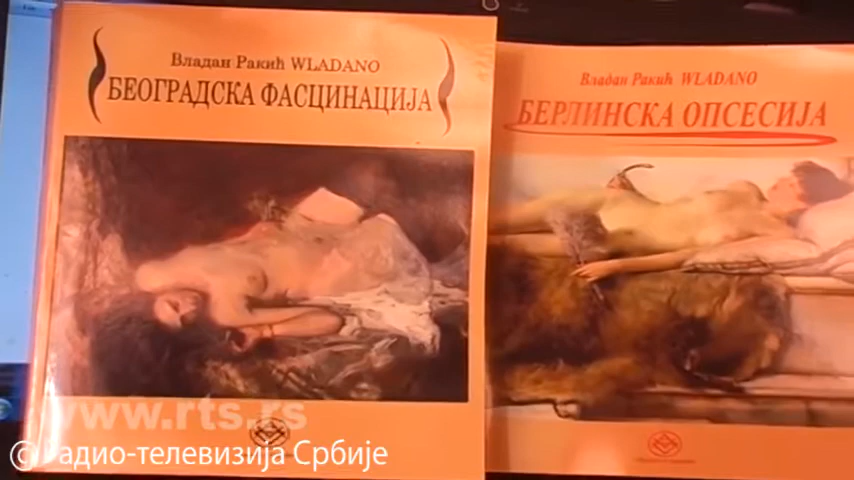 Владан Ракић WLADANO
БЕОГРАДСКА ФАСЦИНАЦИЈА
Владан Ракић WLADANO
БЕРЛИНСКА ОПСЕСИЈА
www.rts.rs
© Радио-телевизија Србије